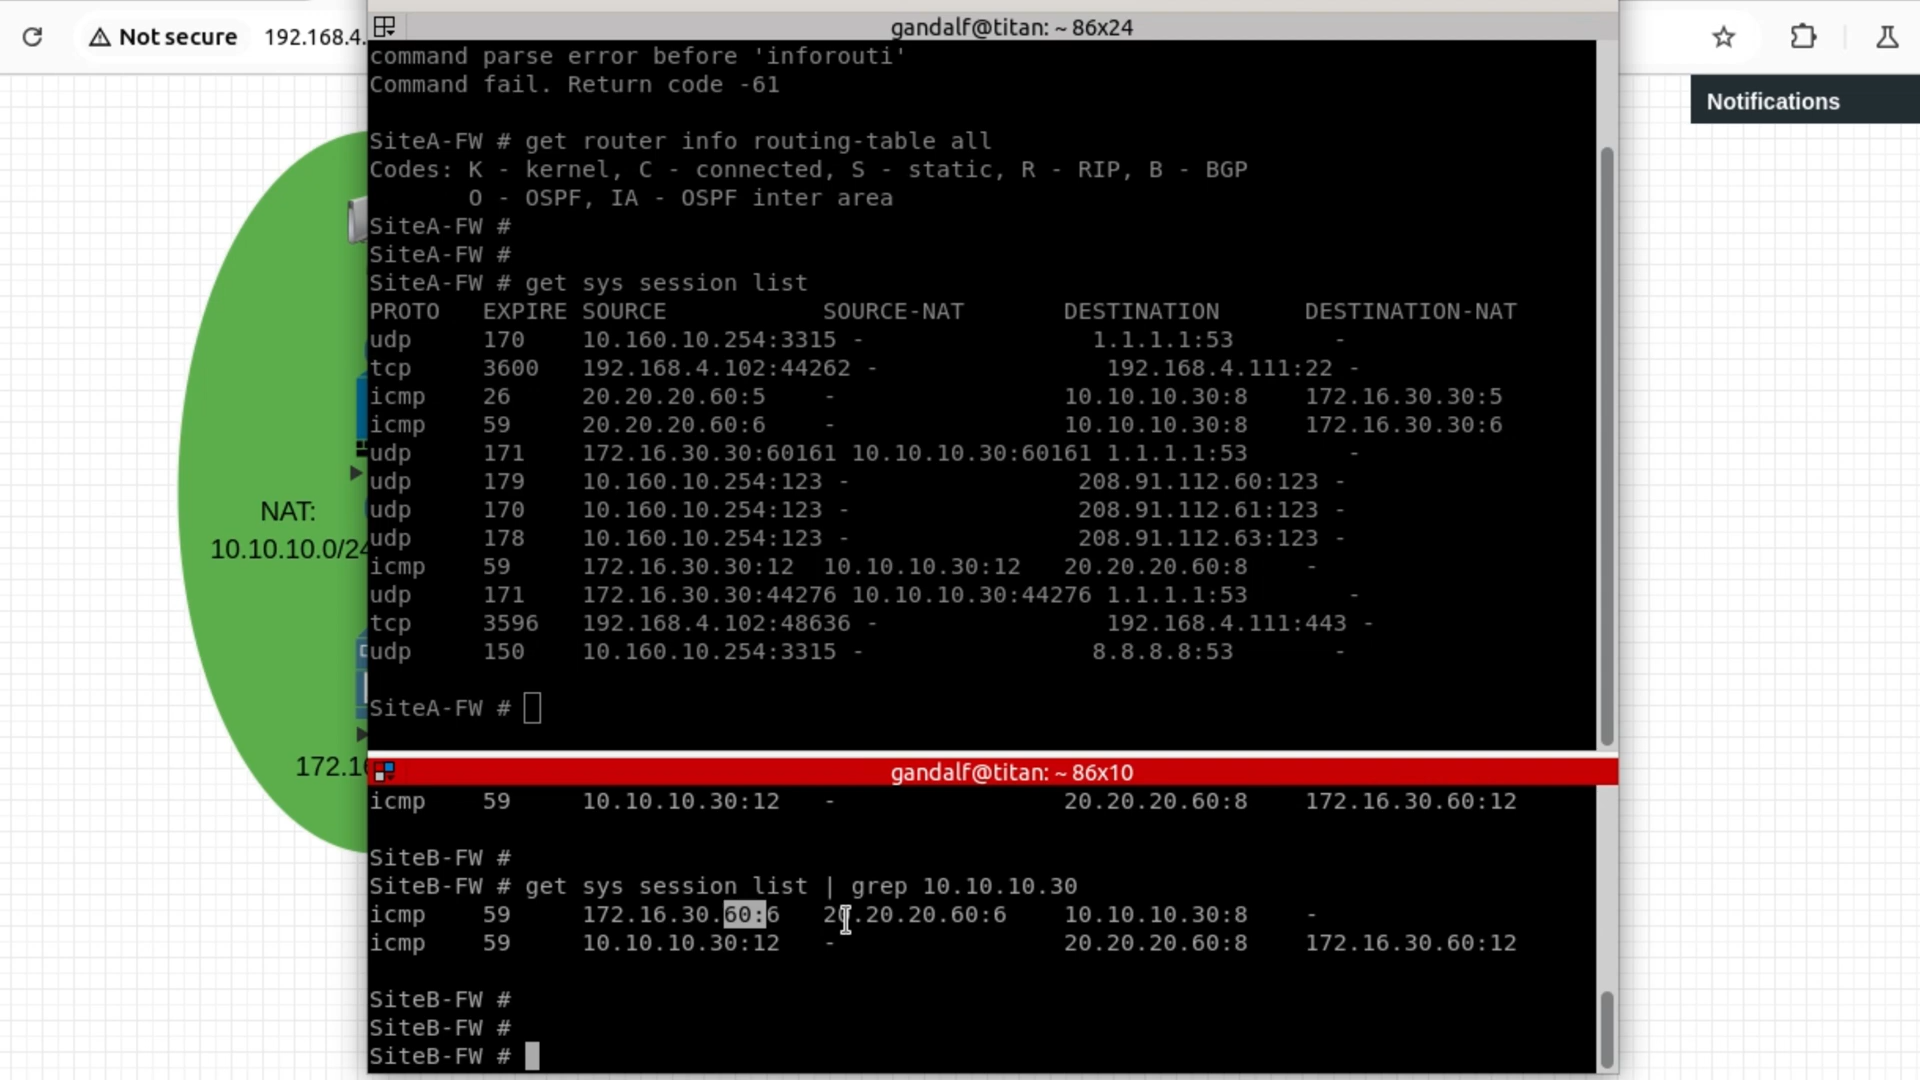 Not secure 192.168.4.
Notifications
NAT:
10.10.10.0/24
172.16
gandalf@titan: ~ 86x24
command parse error before 'inforouti'
Command fail. Return code -61
SiteA-FW # get router info routing-table all
Codes: K - kernel, C - connected, S - static, R - RIP, B - BGP
O - OSPF, IA - OSPF inter area
SiteA-FW #
SiteA-FW #
SiteA-FW # get sys session list
PROTO EXPIRE SOURCE SOURCE-NAT DESTINATION DESTINATION-NAT
udp 170 10.160.10.254:3315 - 1.1.1.1:53 -
tcp 3600 192.168.4.102:44262 - 192.168.4.111:22 -
icmp 26 20.20.20.60:5 - 10.10.10.30:8 172.16.30.30:5
icmp 59 20.20.20.60:6 - 10.10.10.30:8 172.16.30.30:6
udp 171 172.16.30.30:60161 10.10.10.30:60161 1.1.1.1:53 -
udp 179 10.160.10.254:123 - 208.91.112.60:123 -
udp 170 10.160.10.254:123 - 208.91.112.61:123 -
udp 178 10.160.10.254:123 - 208.91.112.63:123 -
icmp 59 172.16.30.30:12 10.10.10.30:12 20.20.20.60:8 -
udp 171 172.16.30.30:44276 10.10.10.30:44276 1.1.1.1:53 -
tcp 3596 192.168.4.102:48636 - 192.168.4.111:443 -
udp 150 10.160.10.254:3315 - 8.8.8.8:53 -
SiteA-FW #
gandalf@titan: ~ 86x10
icmp 59 10.10.10.30:12 - 20.20.20.60:8 172.16.30.60:12
SiteB-FW #
SiteB-FW # get sys session list | grep 10.10.10.30
icmp 59 172.16.30.60:6 20.20.20.60:6 10.10.10.30:8 -
icmp 59 10.10.10.30:12 - 20.20.20.60:8 172.16.30.60:12
SiteB-FW #
SiteB-FW #
SiteB-FW #